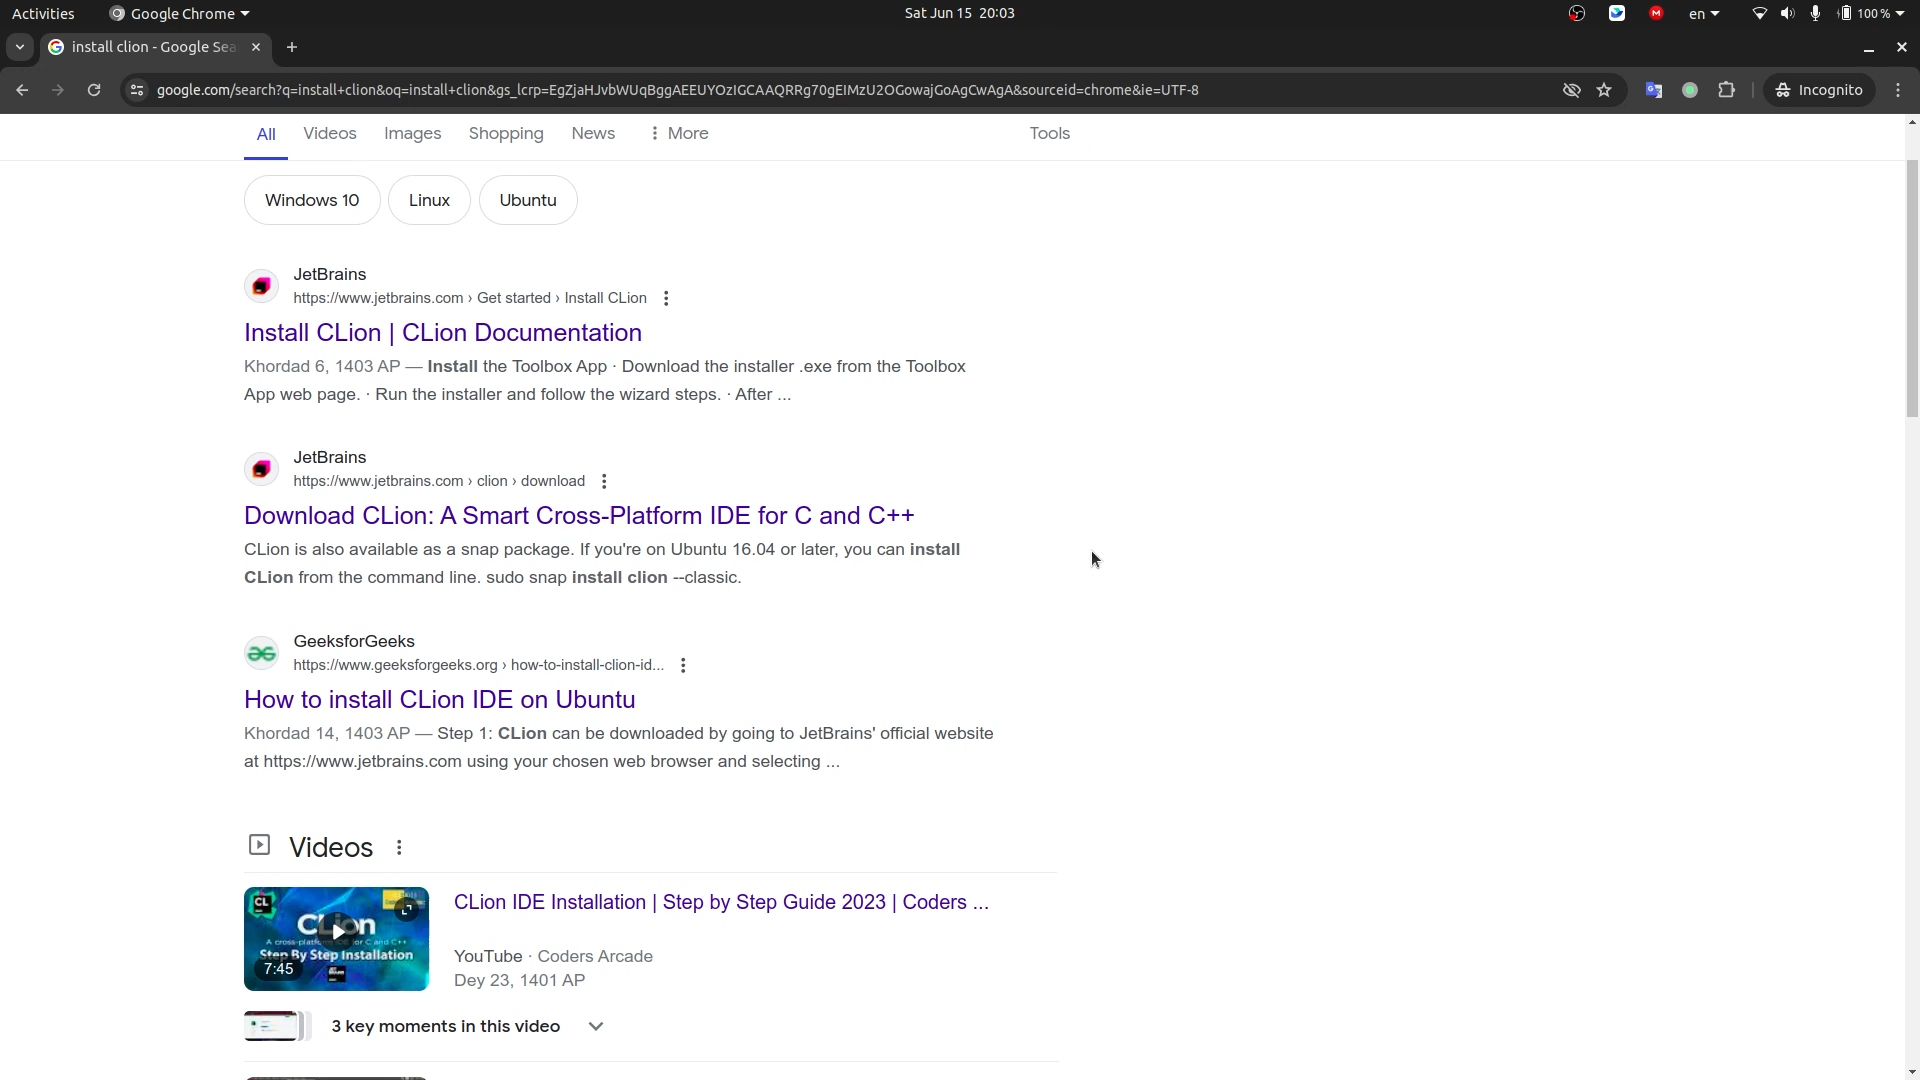 Activities
Google Chrome
Sat Jun 15 20:03
en
100 %
install clion - Google Sea
google.com/search?q=install+clion&oq=install+clion&gs_lcrp=EgZjaHJvbWUqBggAEEUYOzIGCAAQRRg70gEIMzU2OGowajGoAgCwAgA&sourceid=chrome&ie=UTF-8
Incognito
All
Videos
Images
Shopping
News
More
Tools
Windows 10
Linux
Ubuntu
JetBrains
https://www.jetbrains.com › Get started › Install CLion
Install CLion | CLion Documentation
Khordad 6, 1403 AP — Install the Toolbox App · Download the installer .exe from the Toolbox
App web page. · Run the installer and follow the wizard steps. · After ...
JetBrains
https://www.jetbrains.com › clion › download
Download CLion: A Smart Cross-Platform IDE for C and C++
CLion is also available as a snap package. If you're on Ubuntu 16.04 or later, you can install
CLion from the command line. sudo snap install clion --classic.
GeeksforGeeks
https://www.geeksforgeeks.org › how-to-install-clion-id...
How to install CLion IDE on Ubuntu
Khordad 14, 1403 AP — Step 1: CLion can be downloaded by going to JetBrains' official website
at https://www.jetbrains.com using your chosen web browser and selecting ...
Videos
CL
CLion
A cross-platform IDE for C and C++
Step By Step Installation
7:45
CLion IDE Installation | Step by Step Guide 2023 | Coders ...
YouTube · Coders Arcade
Dey 23, 1401 AP
3 key moments in this video